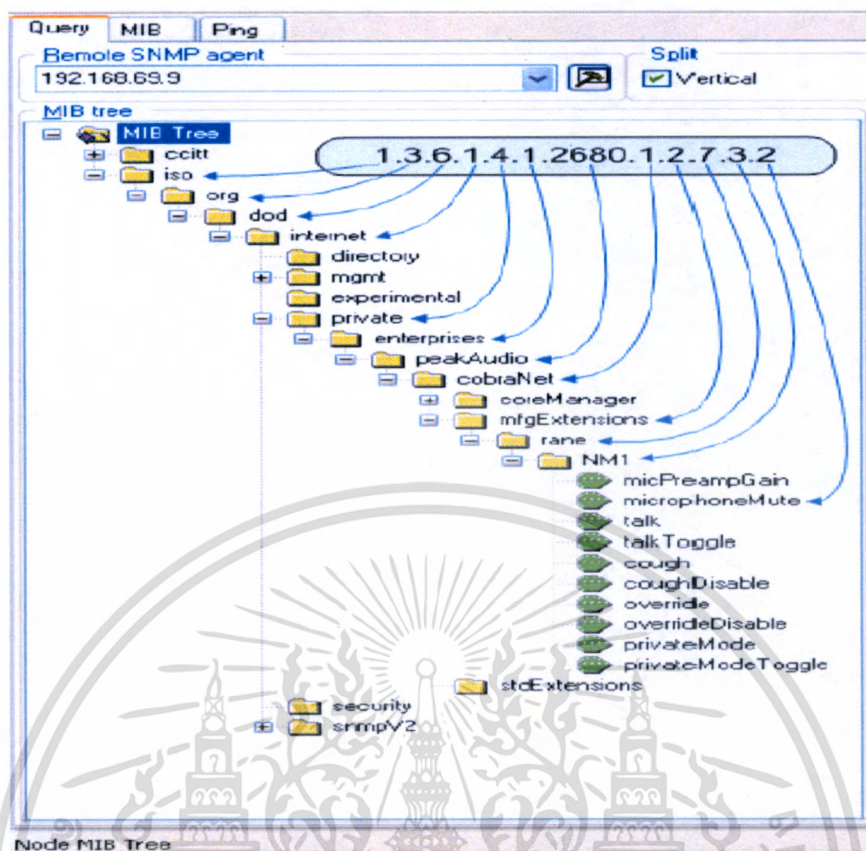 Query MIB Ping
Remote SNMP agent
Split
192.168.69.9
Vertical
MIB tree
MIB Tree
ccitt
1.3.6.1.4.1.2680.1.2.7.3.2
iso
org
dod
internet
directory
mgmt
experimental
private
enterprises
peakAudio
cobraNet
coreManager
mfgExtensions
rane
NM1
micPreampGain
microphoneMute
talk
talkToggle
cough
coughDisable
override
overrideDisable
privateMode
privateModeToggle
stdExtensions
security
snmpV2
Node MIB Tree